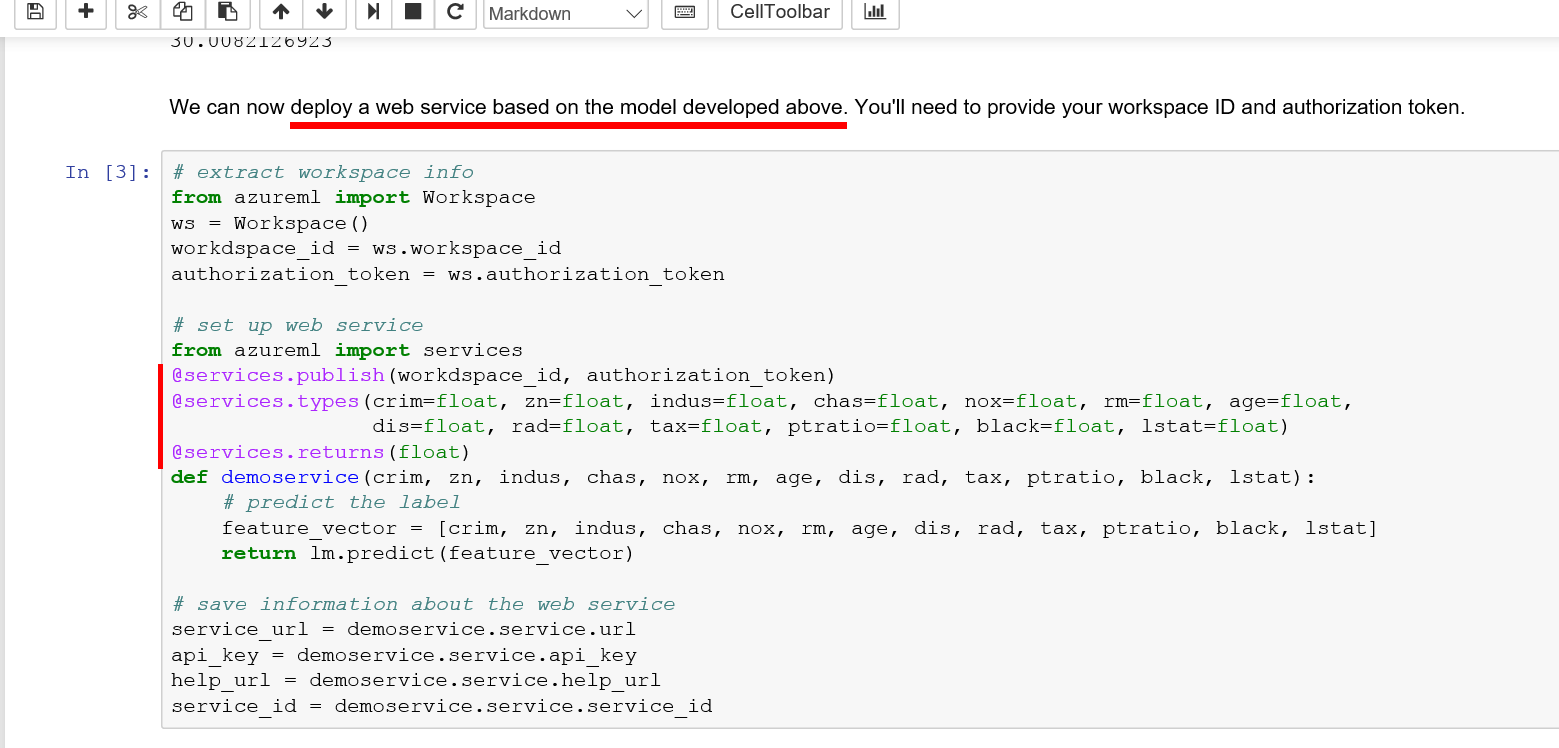 Markdown
CellToolbar
30.0082126923
We can now deploy a web service based on the model developed above. You'll need to provide your workspace ID and authorization token.
In [3]:
# extract workspace info
from azureml import Workspace
ws = Workspace()
workdspace_id = ws.workspace_id
authorization_token = ws.authorization_token
# set up web service
from azureml import services
@services.publish(workdspace_id, authorization_token)
@services.types(crim=float, zn=float, indus=float, chas=float, nox=float, rm=float, age=float,
dis=float, rad=float, tax=float, ptratio=float, black=float, lstat=float)
@services.returns(float)
def demoservice(crim, zn, indus, chas, nox, rm, age, dis, rad, tax, ptratio, black, lstat):
# predict the label
feature_vector = [crim, zn, indus, chas, nox, rm, age, dis, rad, tax, ptratio, black, lstat]
return lm.predict(feature_vector)
# save information about the web service
service_url = demoservice.service.url
api_key = demoservice.service.api_key
help_url = demoservice.service.help_url
service_id = demoservice.service.service_id